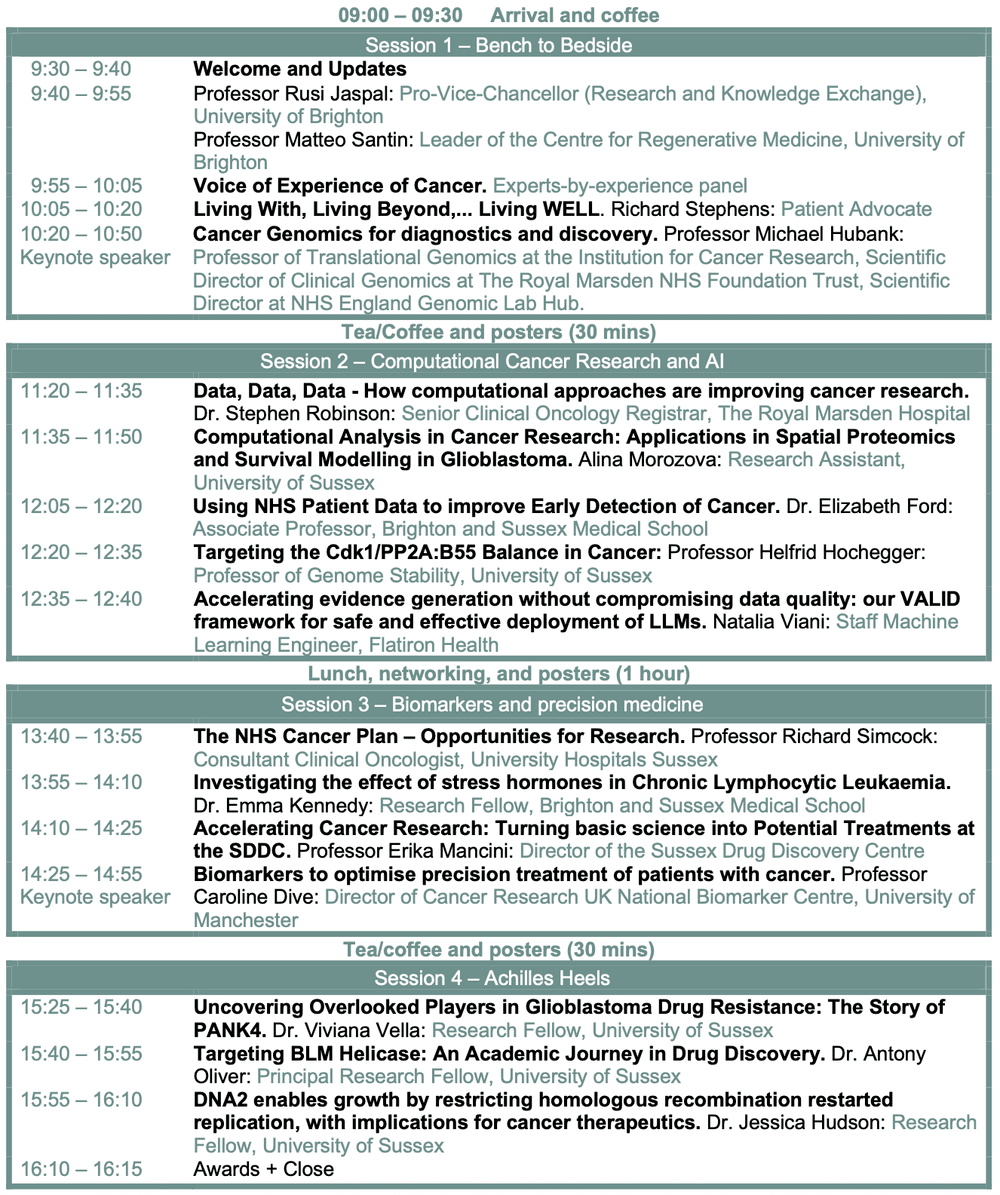 09:00 – 09:30 Arrival and coffee
Session 1 – Bench to Bedside
9:30 – 9:40 Welcome and Updates
9:40 – 9:55 Professor Rusi Jaspal: Pro-Vice-Chancellor (Research and Knowledge Exchange),
University of Brighton
Professor Matteo Santin: Leader of the Centre for Regenerative Medicine, University of
Brighton
9:55 – 10:05 Voice of Experience of Cancer. Experts-by-experience panel
10:05 – 10:20 Living With, Living Beyond,... Living WELL. Richard Stephens: Patient Advocate
10:20 – 10:50 Cancer Genomics for diagnostics and discovery. Professor Michael Hubank:
Keynote speaker Professor of Translational Genomics at the Institution for Cancer Research, Scientific
Director of Clinical Genomics at The Royal Marsden NHS Foundation Trust, Scientific
Director at NHS England Genomic Lab Hub.
Tea/Coffee and posters (30 mins)
Session 2 – Computational Cancer Research and AI
11:20 – 11:35 Data, Data, Data - How computational approaches are improving cancer research.
Dr. Stephen Robinson: Senior Clinical Oncology Registrar, The Royal Marsden Hospital
11:35 – 11:50 Computational Analysis in Cancer Research: Applications in Spatial Proteomics
and Survival Modelling in Glioblastoma. Alina Morozova: Research Assistant,
University of Sussex
12:05 – 12:20 Using NHS Patient Data to improve Early Detection of Cancer. Dr. Elizabeth Ford:
Associate Professor, Brighton and Sussex Medical School
12:20 – 12:35 Targeting the Cdk1/PP2A:B55 Balance in Cancer: Professor Helfrid Hochegger:
Professor of Genome Stability, University of Sussex
12:35 – 12:40 Accelerating evidence generation without compromising data quality: our VALID
framework for safe and effective deployment of LLMs. Natalia Viani: Staff Machine
Learning Engineer, Flatiron Health
Lunch, networking, and posters (1 hour)
Session 3 – Biomarkers and precision medicine
13:40 – 13:55 The NHS Cancer Plan – Opportunities for Research. Professor Richard Simcock:
Consultant Clinical Oncologist, University Hospitals Sussex
13:55 – 14:10 Investigating the effect of stress hormones in Chronic Lymphocytic Leukaemia.
Dr. Emma Kennedy: Research Fellow, Brighton and Sussex Medical School
14:10 – 14:25 Accelerating Cancer Research: Turning basic science into Potential Treatments at
the SDDC. Professor Erika Mancini: Director of the Sussex Drug Discovery Centre
14:25 – 14:55 Biomarkers to optimise precision treatment of patients with cancer. Professor
Keynote speaker Caroline Dive: Director of Cancer Research UK National Biomarker Centre, University of
Manchester
Tea/coffee and posters (30 mins)
Session 4 – Achilles Heels
15:25 – 15:40 Uncovering Overlooked Players in Glioblastoma Drug Resistance: The Story of
PANK4. Dr. Viviana Vella: Research Fellow, University of Sussex
15:40 – 15:55 Targeting BLM Helicase: An Academic Journey in Drug Discovery. Dr. Antony
Oliver: Principal Research Fellow, University of Sussex
15:55 – 16:10 DNA2 enables growth by restricting homologous recombination restarted
replication, with implications for cancer therapeutics. Dr. Jessica Hudson: Research
Fellow, University of Sussex
16:10 – 16:15 Awards + Close